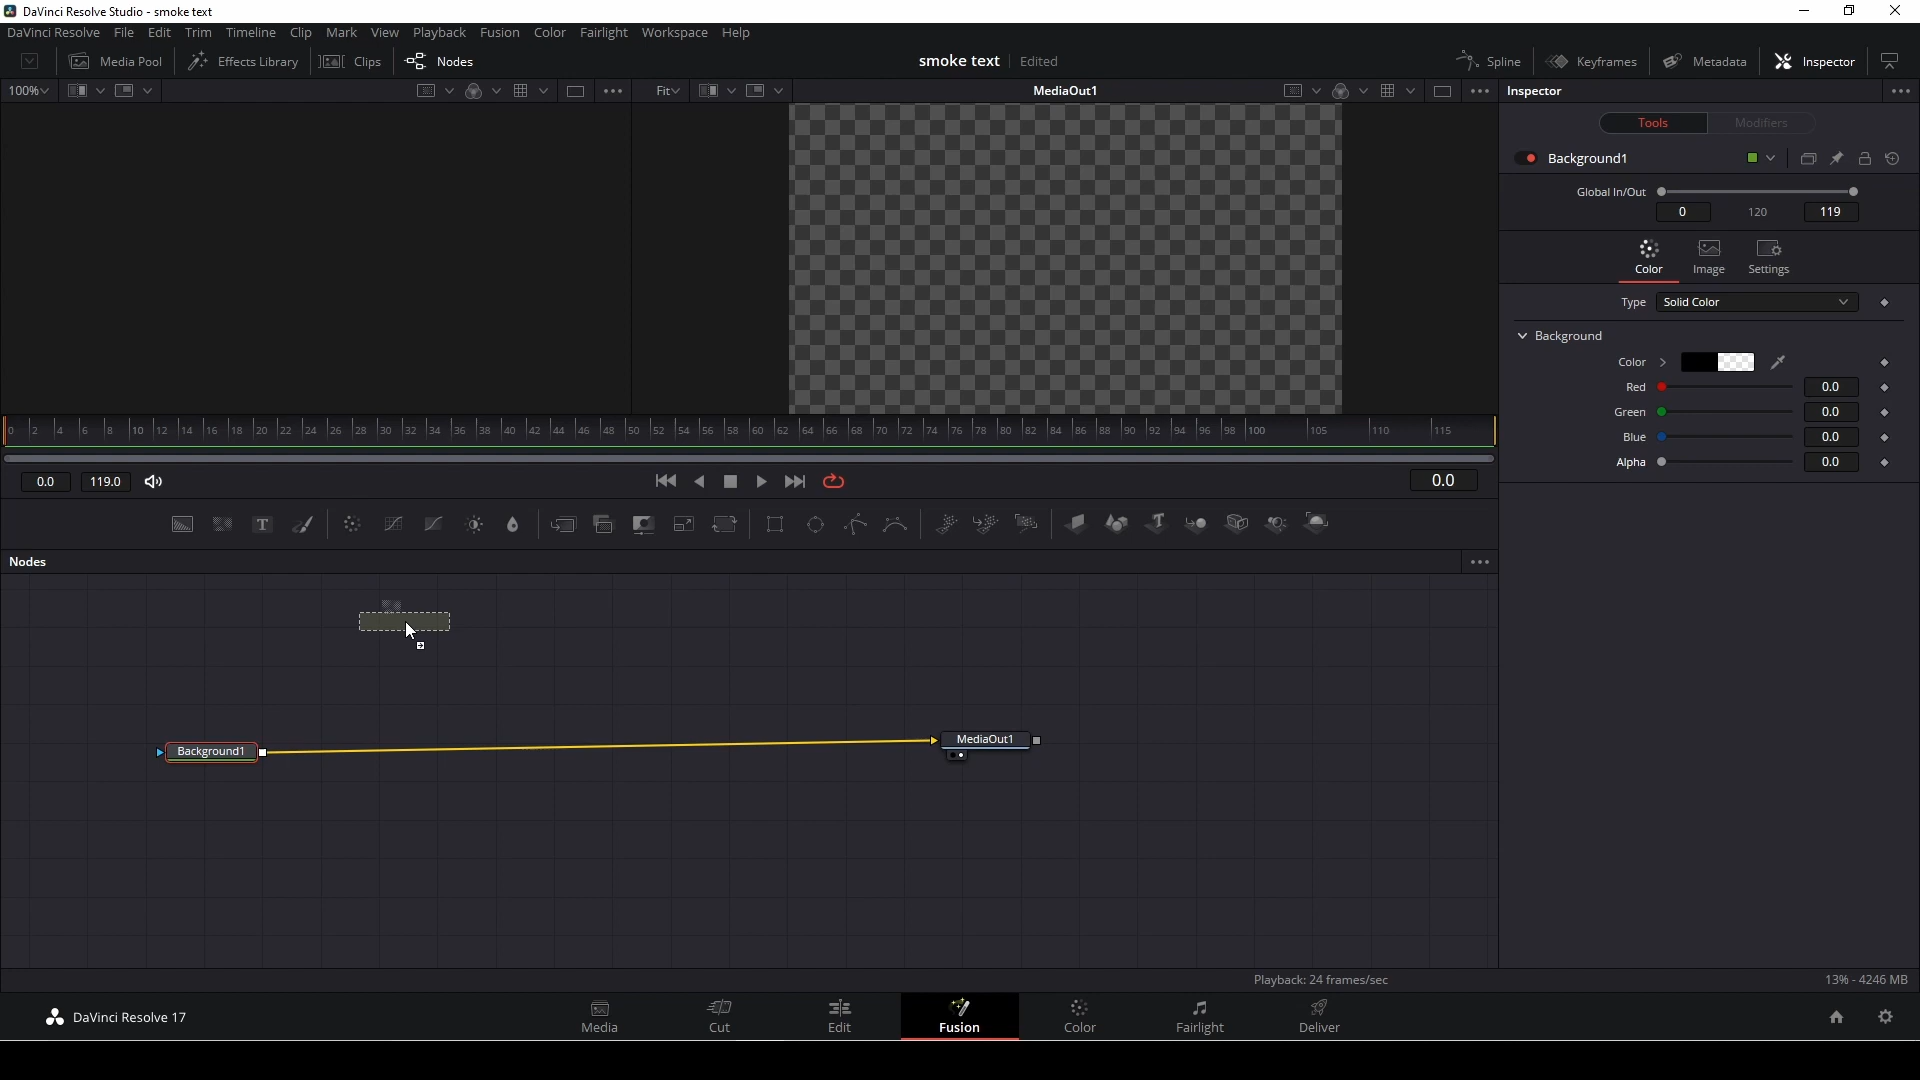 DaVinci Resolve Studio - smoke text
DaVinci Resolve File Edit Trim Timeline Clip Mark View Playback Fusion Color Fairlight Workspace Help
Media Pool Effects Library Clips Nodes smoke text Edited Spline Keyframes Metadata Inspector
100% Fit MediaOut1 Inspector
Tools Modifiers
Background1
Global In/Out
0 120 119
Color Image Settings
Type Solid Color
Background
Color
Red 0.0
Green 0.0
Blue 0.0
Alpha 0.0
0 2 4 6 8 10 12 14 16 18 20 22 24 26 28 30 32 34 36 38 40 42 44 46 48 50 52 54 56 58 60 62 64 66 68 70 72 74 76 78 80 82 84 86 88 90 92 94 96 98 100 105 110 115
0.0 119.0 0.0
Nodes
Background1 MediaOut1
Playback: 24 frames/sec 13% - 4246 MB
DaVinci Resolve 17 Media Cut Edit Fusion Color Fairlight Deliver